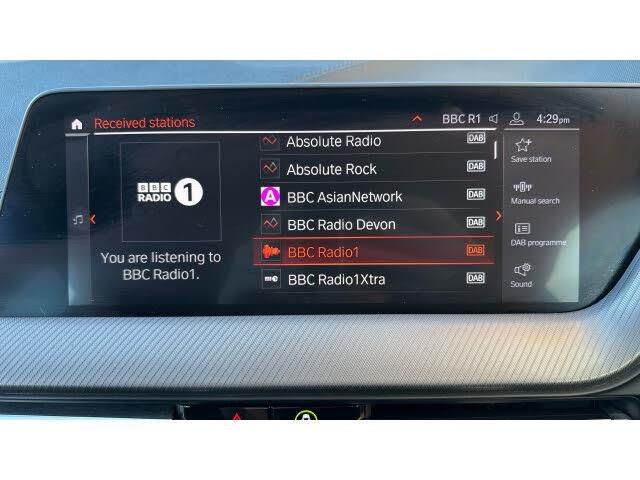 Received stations
BBC R1
4:29pm
BBC
RADIO 1
You are listening to
BBC Radio1.
Absolute Radio DAB
Absolute Rock DAB
A BBC AsianNetwork DAB
BBC Radio Devon DAB
BBC Radio1 DAB
BBC Radio1Xtra DAB
Save station
Manual search
DAB programme
Sound
A